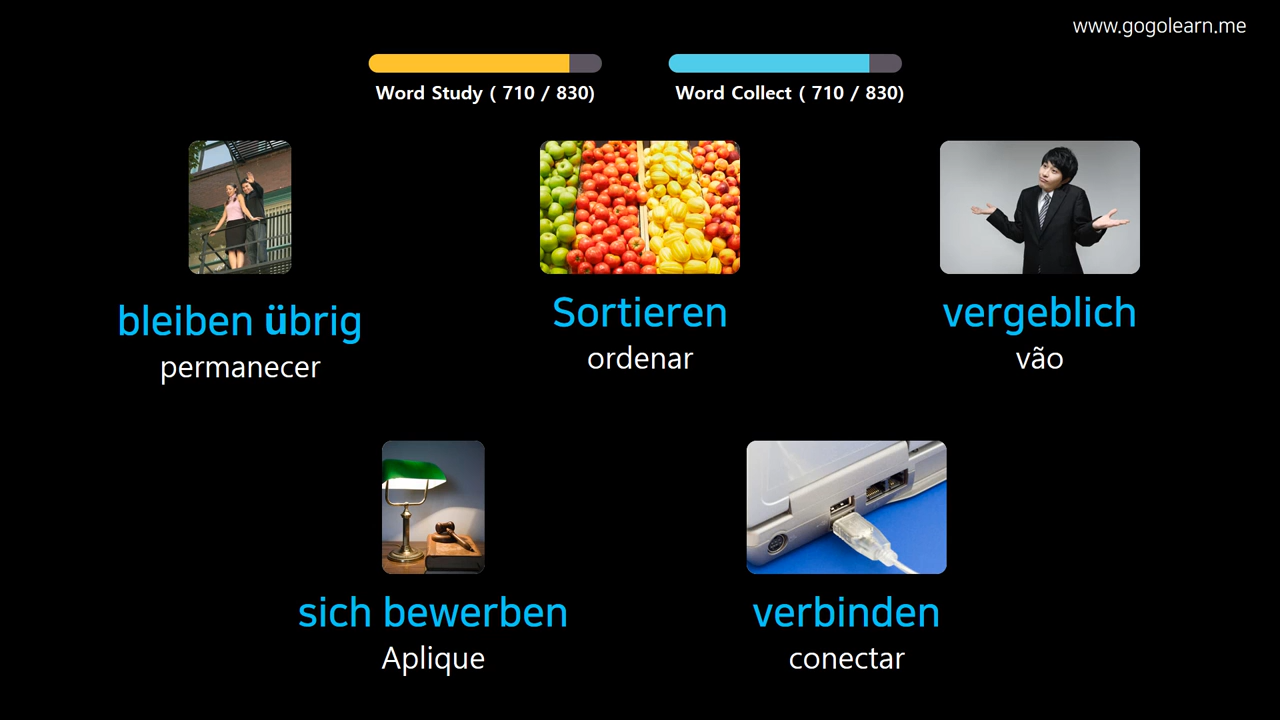 www.gogolearn.me
Word Study ( 710 / 830)
Word Collect ( 710 / 830)
bleiben übrig
permanecer
Sortieren
ordenar
vergeblich
vão
sich bewerben
Aplique
verbinden
conectar